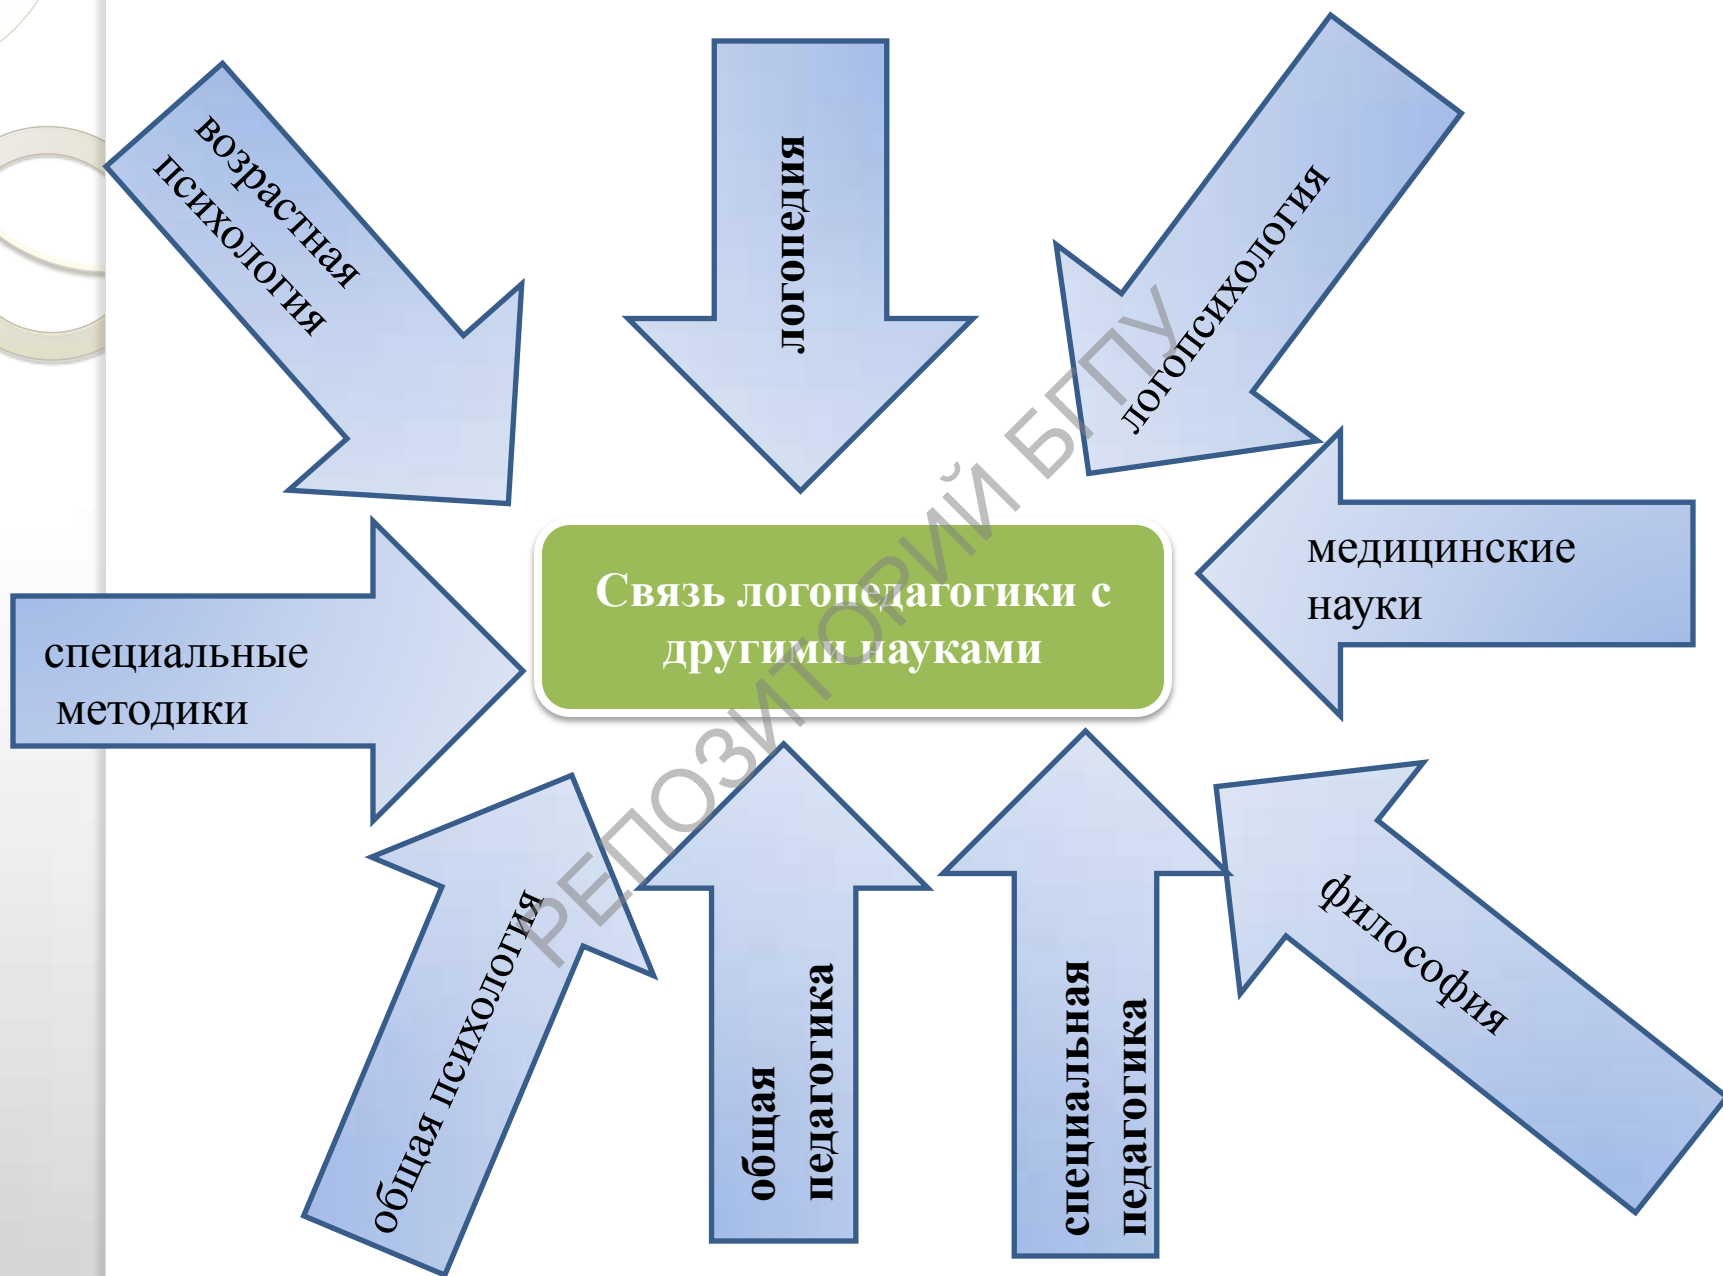 возрастная
психология
логопедия
логопсихология
медицинские
науки
Связь логопедагогики с
другими науками
специальные
методики
общая психология
общая
педагогика
специальная
педагогика
философия
РЕПОЗИТОРИЙ БГПУ